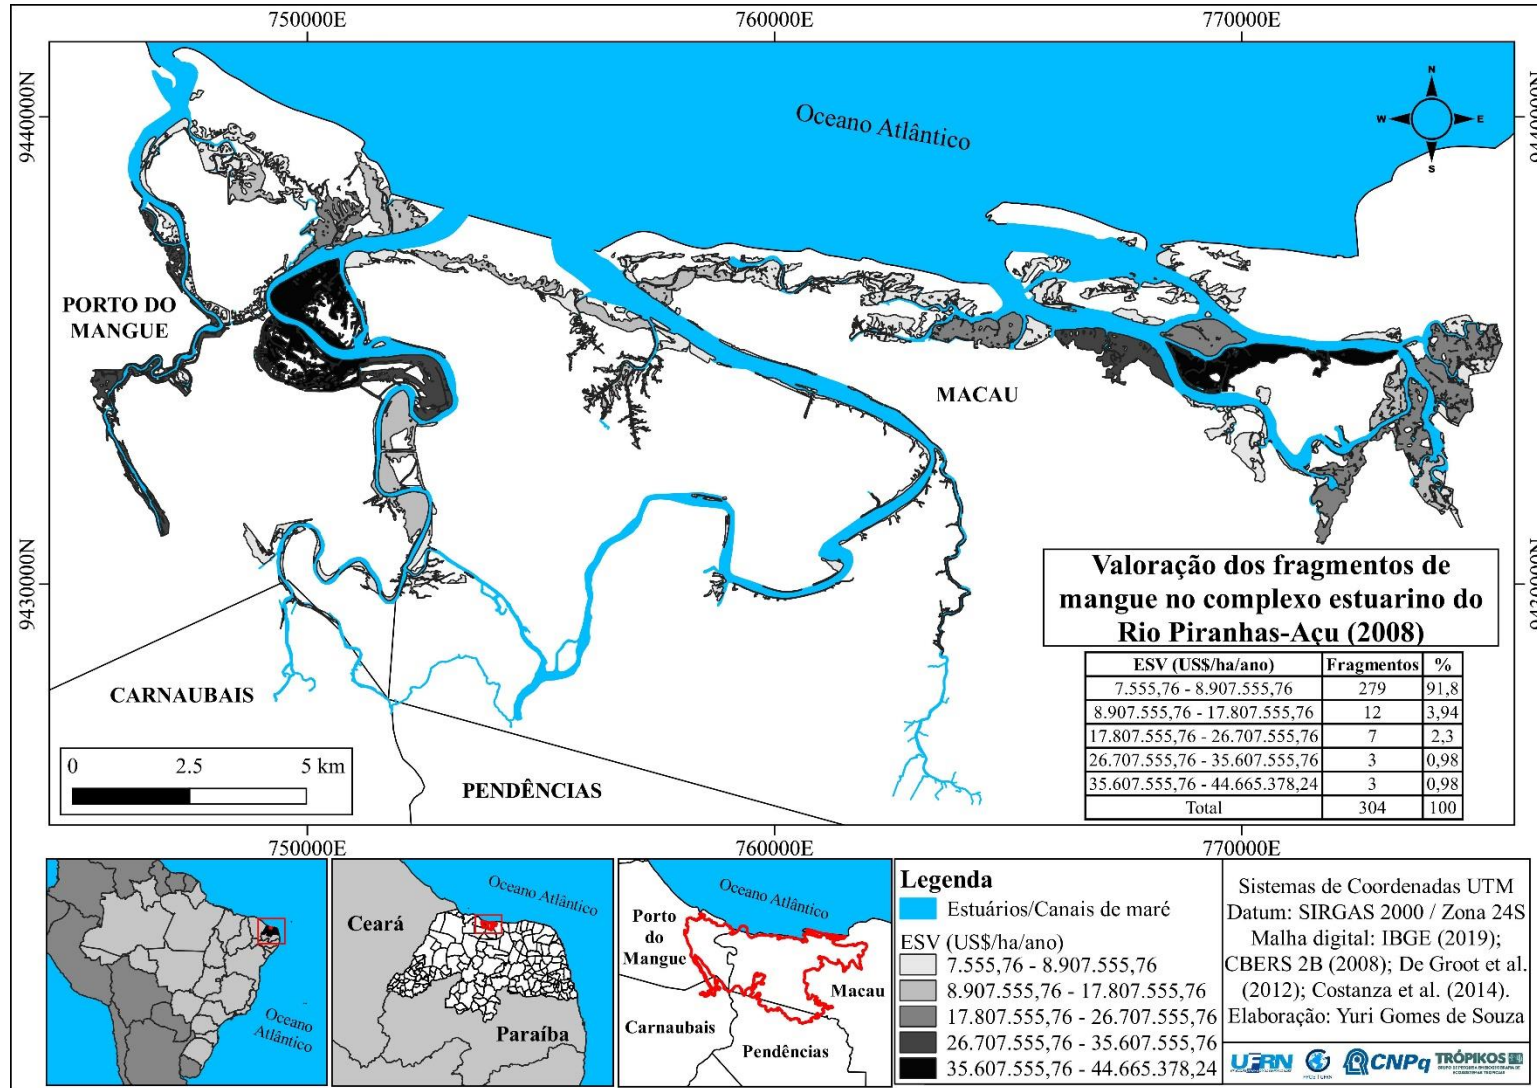 750000E
760000E
770000E
9440000N
9440000N
Oceano Atlântico
N
W
E
S
PORTO DO
MANGUE
MACAU
9430000N
9430000N
Valoração dos fragmentos de
mangue no complexo estuarino do
Rio Piranhas-Açu (2008)
ESV (US$/ha/ano) Fragmentos %
7.555,76 - 8.907.555,76 279 91,8
8.907.555,76 - 17.807.555,76 12 3,94
17.807.555,76 - 26.707.555,76 7 2,3
26.707.555,76 - 35.607.555,76 3 0,98
35.607.555,76 - 44.665.378,24 3 0,98
Total 304 100
CARNAUBAIS
0 2.5 5 km
PENDÊNCIAS
750000E
760000E
770000E
Oceano
Atlântico
Oceano Atlântico
Ceará
Paraíba
Oceano Atlântico
Porto
do
Mangue
Macau
Carnaubais
Pendências
Legenda
Estuários/Canais de maré
ESV (US$/ha/ano)
7.555,76 - 8.907.555,76
8.907.555,76 - 17.807.555,76
17.807.555,76 - 26.707.555,76
26.707.555,76 - 35.607.555,76
35.607.555,76 - 44.665.378,24
Sistemas de Coordenadas UTM
Datum: SIRGAS 2000 / Zona 24S
Malha digital: IBGE (2019);
CBERS 2B (2008); De Groot et al.
(2012); Costanza et al. (2014).
Elaboração: Yuri Gomes de Souza
UFRN
CNPq
TRÓPIKOS